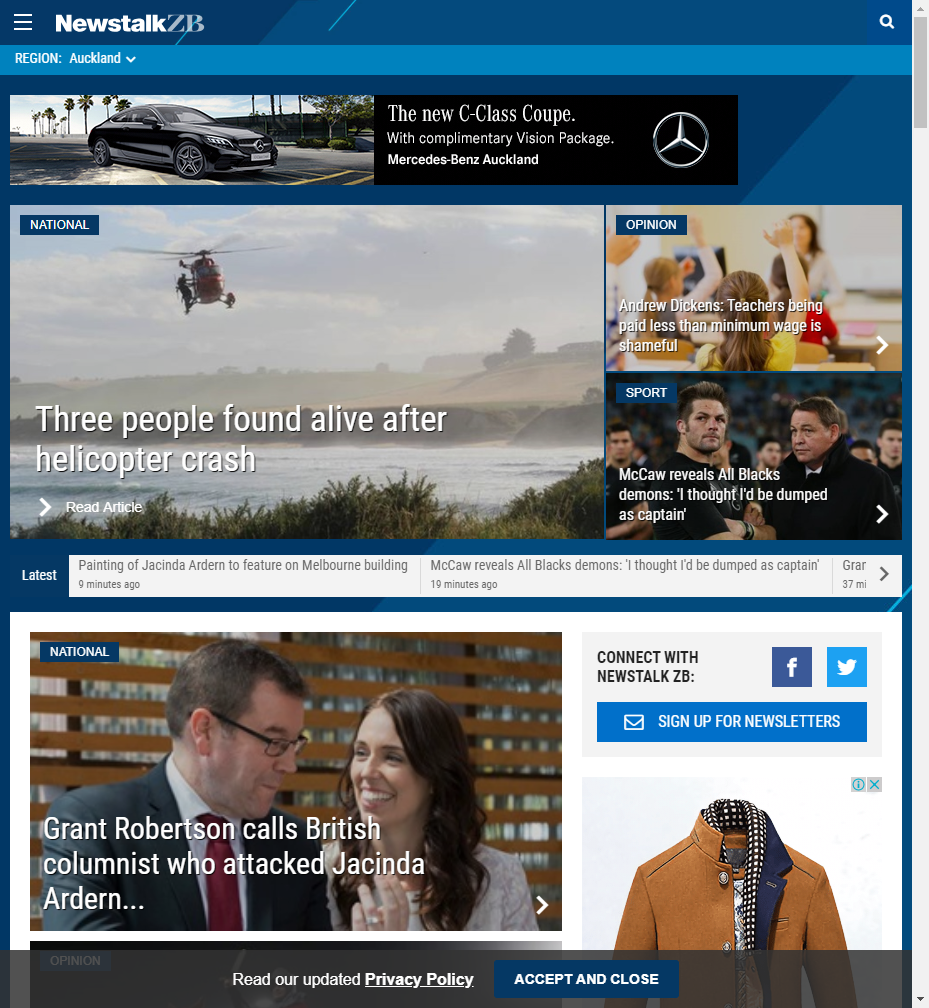 NewstalkZB
REGION: Auckland
The new C-Class Coupe.
With complimentary Vision Package.
Mercedes-Benz Auckland
NATIONAL
Three people found alive after
helicopter crash
Read Article
OPINION
Andrew Dickens: Teachers being
paid less than minimum wage is
shameful
SPORT
McCaw reveals All Blacks
demons: 'I thought I'd be dumped
as captain'
Latest
Painting of Jacinda Ardern to feature on Melbourne building
9 minutes ago
McCaw reveals All Blacks demons: 'I thought I'd be dumped as captain'
19 minutes ago
Grar
37 mi
NATIONAL
Grant Robertson calls British
columnist who attacked Jacinda
Ardern...
CONNECT WITH
NEWSTALK ZB:
SIGN UP FOR NEWSLETTERS
OPINION
Read our updated Privacy Policy
ACCEPT AND CLOSE